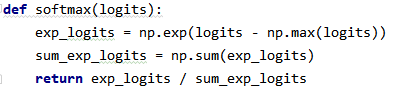 def softmax(logits):
    exp_logits = np.exp(logits - np.max(logits))
    sum_exp_logits = np.sum(exp_logits)
    return exp_logits / sum_exp_logits